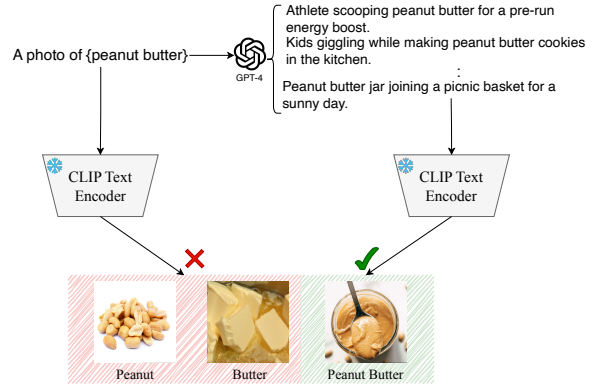 Athlete scooping peanut butter for a pre-run
energy boost.
Kids giggling while making peanut butter cookies
in the kitchen.
:
Peanut butter jar joining a picnic basket for a
sunny day.
A photo of {peanut butter}
GPT-4
CLIP Text
Encoder
CLIP Text
Encoder
Peanut
Butter
Peanut Butter